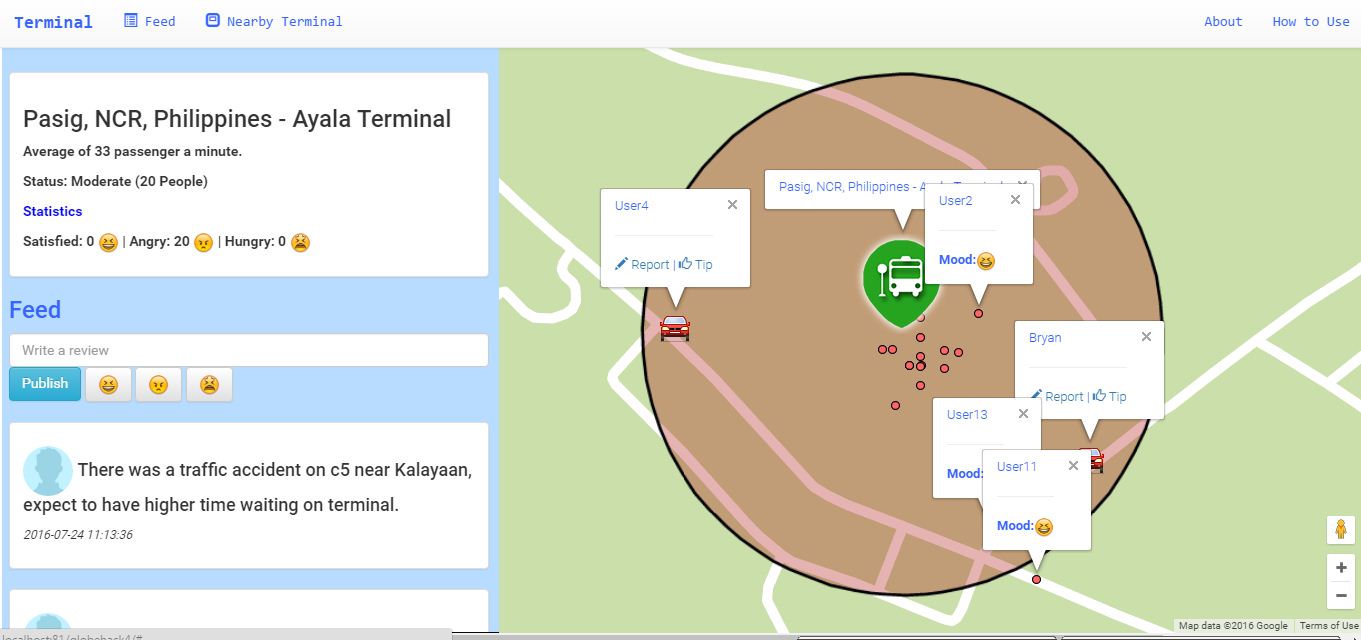 Terminal Feed Nearby Terminal About How to Use
Pasig, NCR, Philippines - Ayala Terminal
Average of 33 passenger a minute.
Status: Moderate (20 People)
Statistics
Satisfied: 0 | Angry: 20 | Hungry: 0
Feed
Write a review
Publish
There was a traffic accident on c5 near Kalayaan,
expect to have higher time waiting on terminal.
2016-07-24 11:13:36
User4
Report | Tip
Pasig, NCR, Philippines - A
User2
Mood:
Bryan
Report | Tip
User13
Mood:
User11
Mood:
Map data ©2016 Google Terms of Use